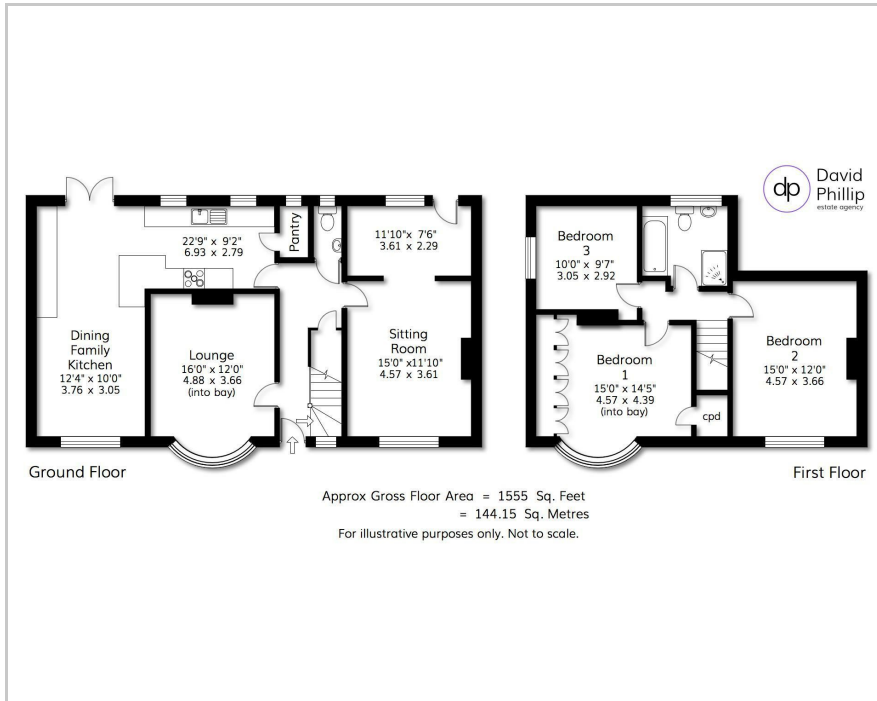 dp
David
Phillip
estate agency
22'9" x 9'2"
6.93 x 2.79
Pantry
11'10"x 7'6"
3.61 x 2.29
Dining
Family
Kitchen
12'4" x 10'0"
3.76 x 3.05
Lounge
16'0" x 12'0"
4.88 x 3.66
(into bay)
Sitting
Room
15'0" x11'10"
4.57 x 3.61
Ground Floor
Bedroom
3
10'0" x 9'7"
3.05 x 2.92
Bedroom
1
15'0" x 14'5"
4.57 x 4.39
(into bay)
cpd
Bedroom
2
15'0" x 12'0"
4.57 x 3.66
First Floor
Approx Gross Floor Area = 1555 Sq. Feet
= 144.15 Sq. Metres
For illustrative purposes only. Not to scale.